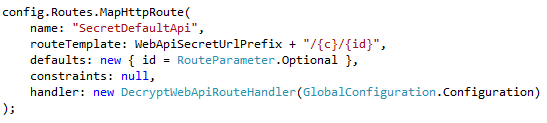 config.Routes.MapHttpRoute(
name: "SecretDefaultApi",
routeTemplate: WebApiSecretUrlPrefix + "/{c}/{id}",
defaults: new { id = RouteParameter.Optional },
constraints: null,
handler: new DecryptWebApiRouteHandler(GlobalConfiguration.Configuration)
);